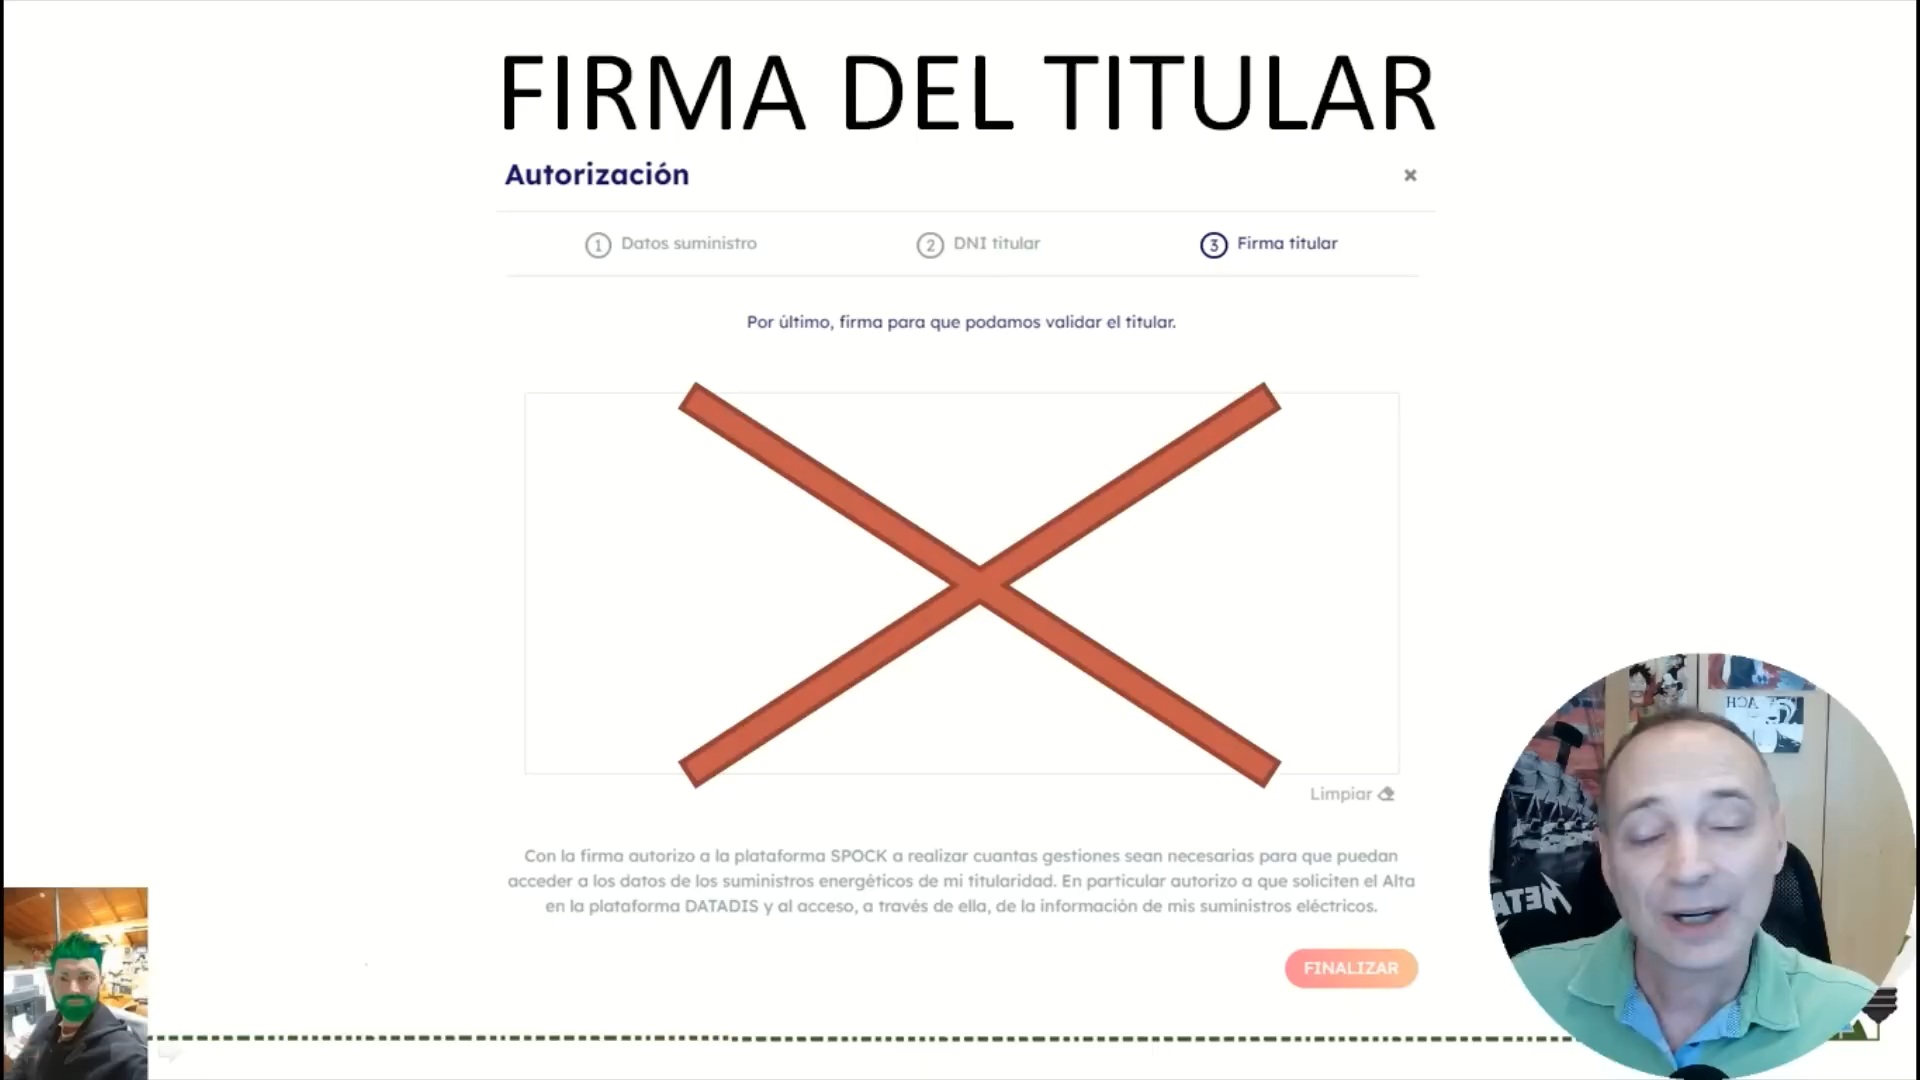 FIRMA DEL TITULAR
Autorización ×
1 Datos suministro
2 DNI titular
3 Firma titular
Por último, firma para que podamos validar el titular.
Limpiar
Con la firma autorizo a la plataforma SPOCK a realizar cuantas gestiones sean necesarias para que puedan
acceder a los datos de los suministros energéticos de mi titularidad. En particular autorizo a que soliciten el Alta
en la plataforma DATADIS y al acceso, a través de ella, de la información de mis suministros eléctricos.
FINALIZAR
ACH
META